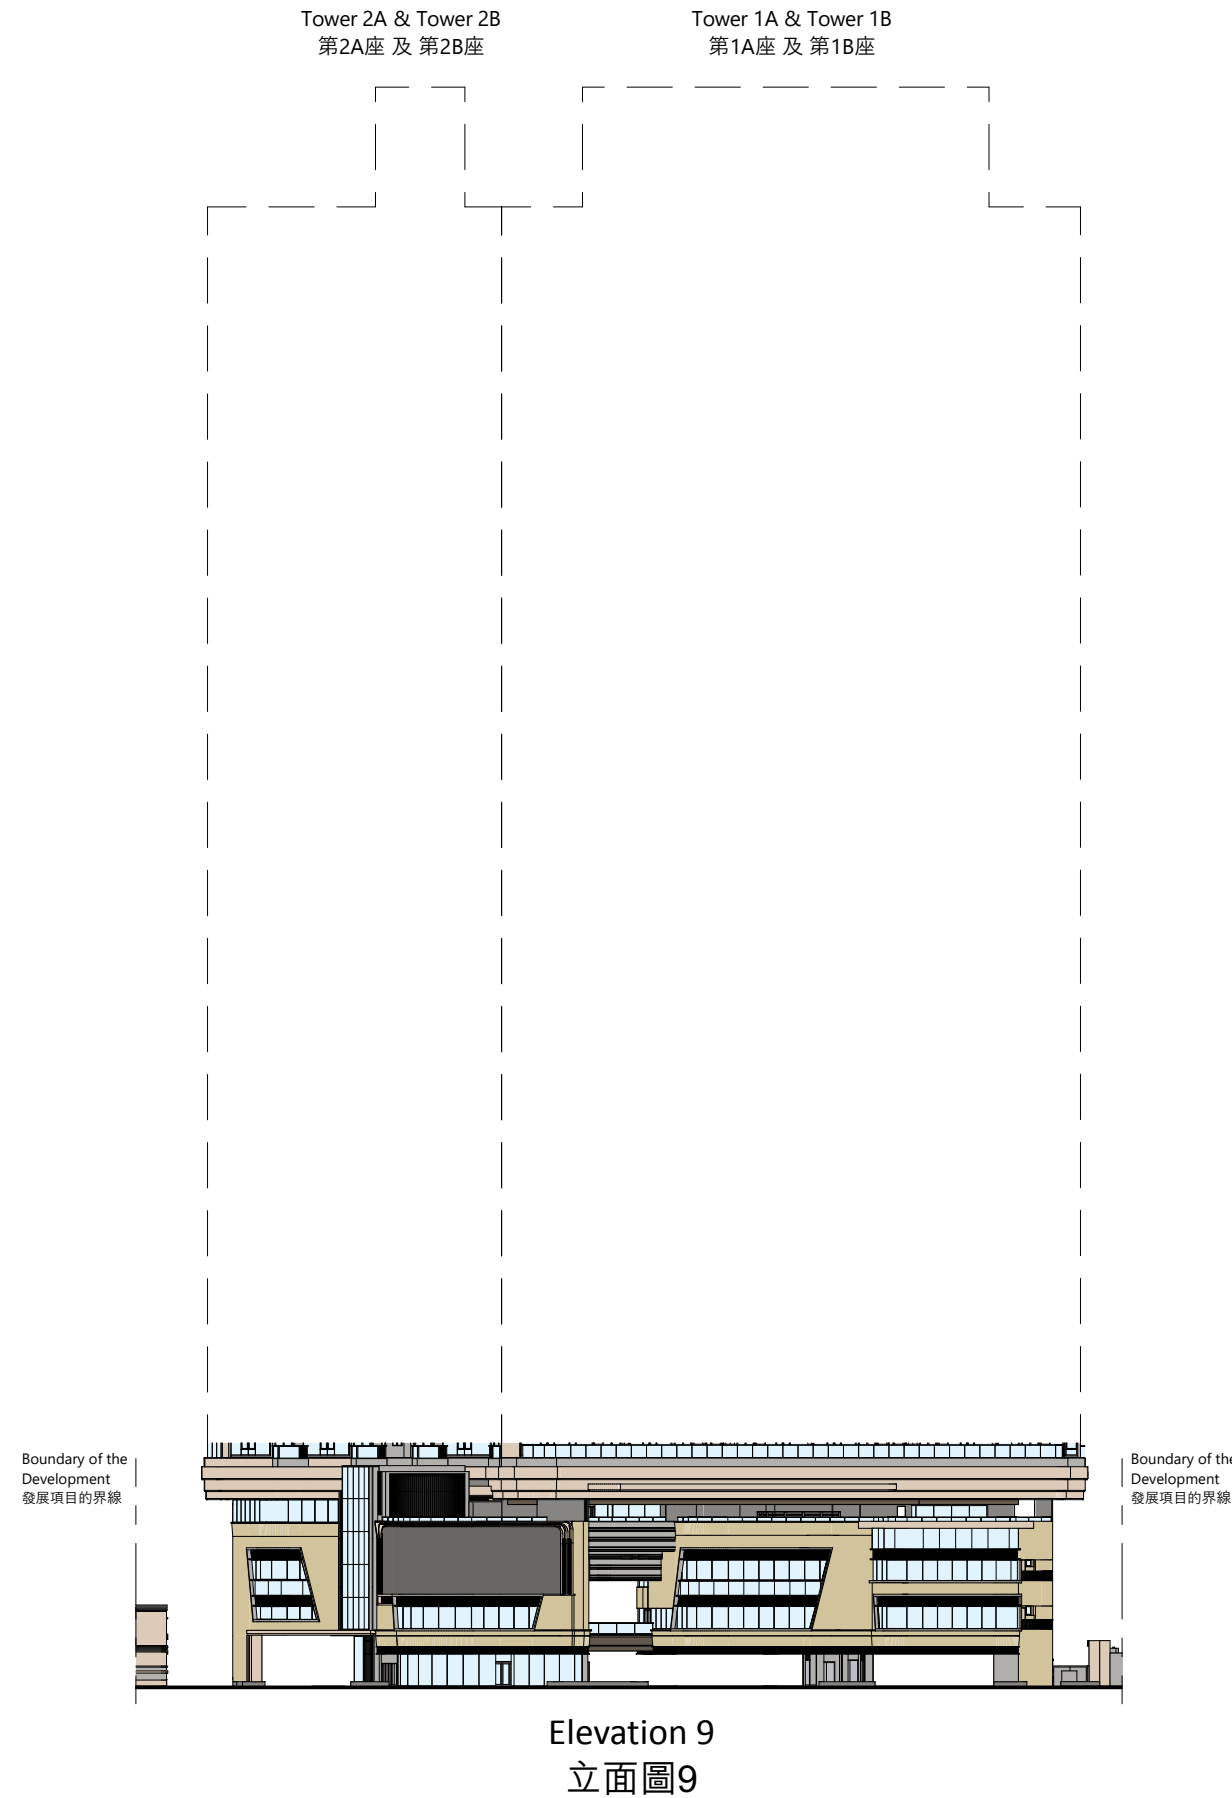 Tower 2A & Tower 2B
第2A座 及 第2B座
Tower 1A & Tower 1B
第1A座 及 第1B座
Boundary of the
Development
發展項目的界線
Boundary of the
Development
發展項目的界線
Elevation 9
立面圖9